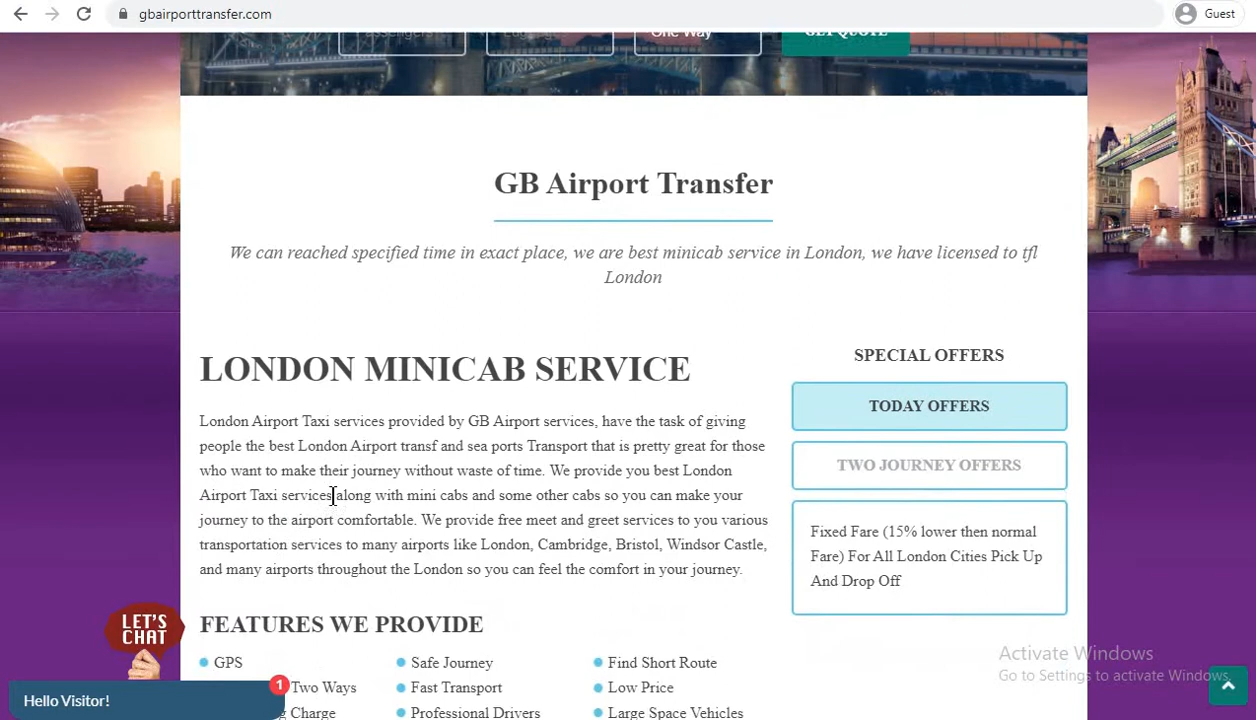 gbairporttransfer.com
Guest
One Way
GET QUOTE
GB Airport Transfer
We can reached specified time in exact place, we are best minicab service in London, we have licensed to tfl
London
LONDON MINICAB SERVICE
London Airport Taxi services provided by GB Airport services, have the task of giving
people the best London Airport transf and sea ports Transport that is pretty great for those
who want to make their journey without waste of time. We provide you best London
Airport Taxi services along with mini cabs and some other cabs so you can make your
journey to the airport comfortable. We provide free meet and greet services to you various
transportation services to many airports like London, Cambridge, Bristol, Windsor Castle,
and many airports throughout the London so you can feel the comfort in your journey.
SPECIAL OFFERS
TODAY OFFERS
TWO JOURNEY OFFERS
Fixed Fare (15% lower then normal
Fare) For All London Cities Pick Up
And Drop Off
FEATURES WE PROVIDE
GPS
Safe Journey
Find Short Route
Two Ways
Fast Transport
Low Price
Charge
Professional Drivers
Large Space Vehicles
LET'S
CHAT
Hello Visitor!
1
Activate Windows
Go to Settings to activate Windows.